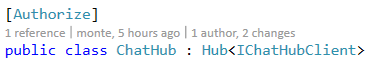 [Authorize]
1 reference | monte, 5 hours ago | 1 author, 2 changes
public class ChatHub : Hub<IChatHubClient>